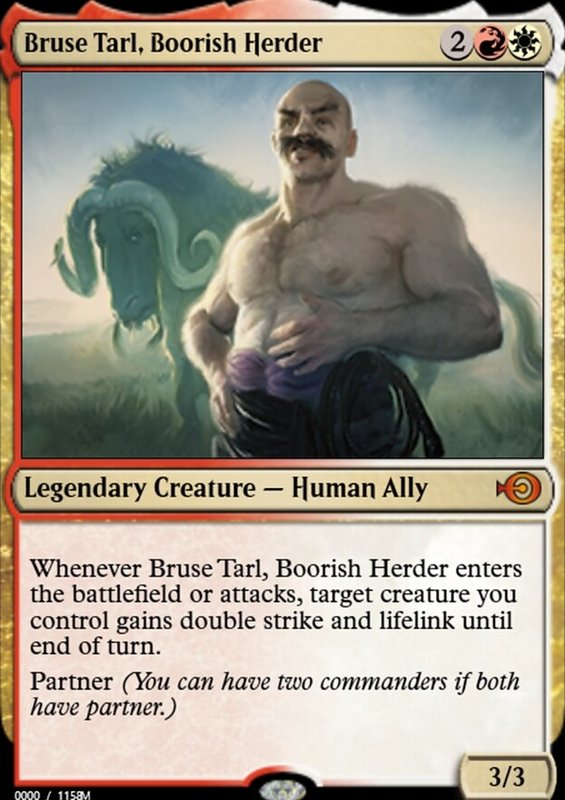 Bruse Tarl, Boorish Herder 2
Legendary Creature — Human Ally
Whenever Bruse Tarl, Boorish Herder enters
the battlefield or attacks, target creature you
control gains double strike and lifelink until
end of turn.
Partner (You can have two commanders if both
have partner.)
3/3
0000 / 1158M